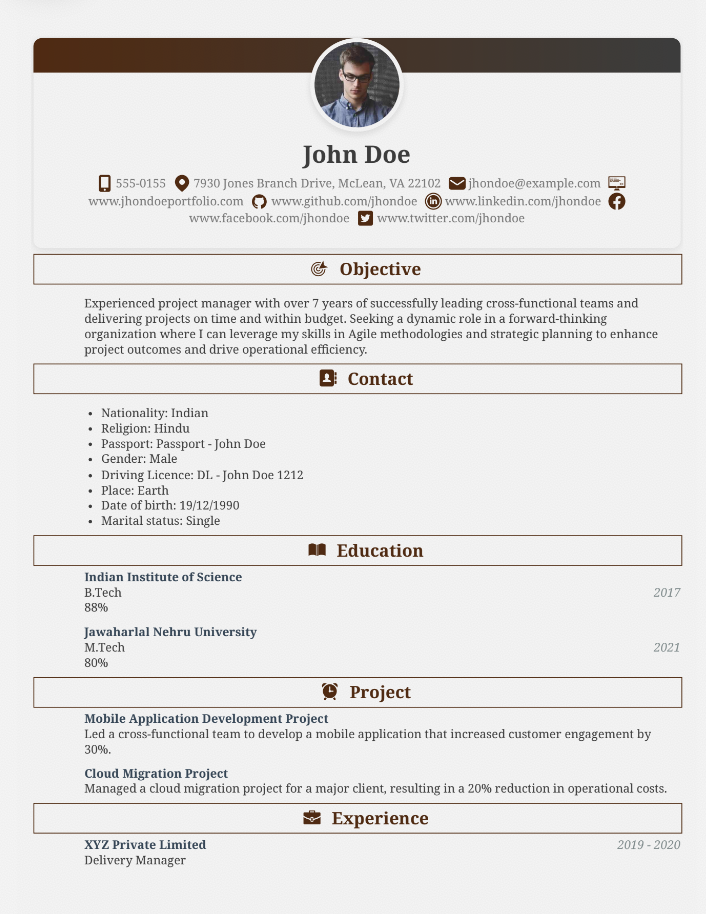 John Doe
555-0155 7930 Jones Branch Drive, McLean, VA 22102 jhondoe@example.com
www.jhondoeportfolio.com www.github.com/jhondoe www.linkedin.com/jhondoe
www.facebook.com/jhondoe www.twitter.com/jhondoe
Objective
Experienced project manager with over 7 years of successfully leading cross-functional teams and
delivering projects on time and within budget. Seeking a dynamic role in a forward-thinking
organization where I can leverage my skills in Agile methodologies and strategic planning to enhance
project outcomes and drive operational efficiency.
Contact
• Nationality: Indian
• Religion: Hindu
• Passport: Passport - John Doe
• Gender: Male
• Driving Licence: DL - John Doe 1212
• Place: Earth
• Date of birth: 19/12/1990
• Marital status: Single
Education
Indian Institute of Science
B.Tech 2017
88%
Jawaharlal Nehru University
M.Tech 2021
80%
Project
Mobile Application Development Project
Led a cross-functional team to develop a mobile application that increased customer engagement by
30%.
Cloud Migration Project
Managed a cloud migration project for a major client, resulting in a 20% reduction in operational costs.
Experience
XYZ Private Limited 2019 - 2020
Delivery Manager